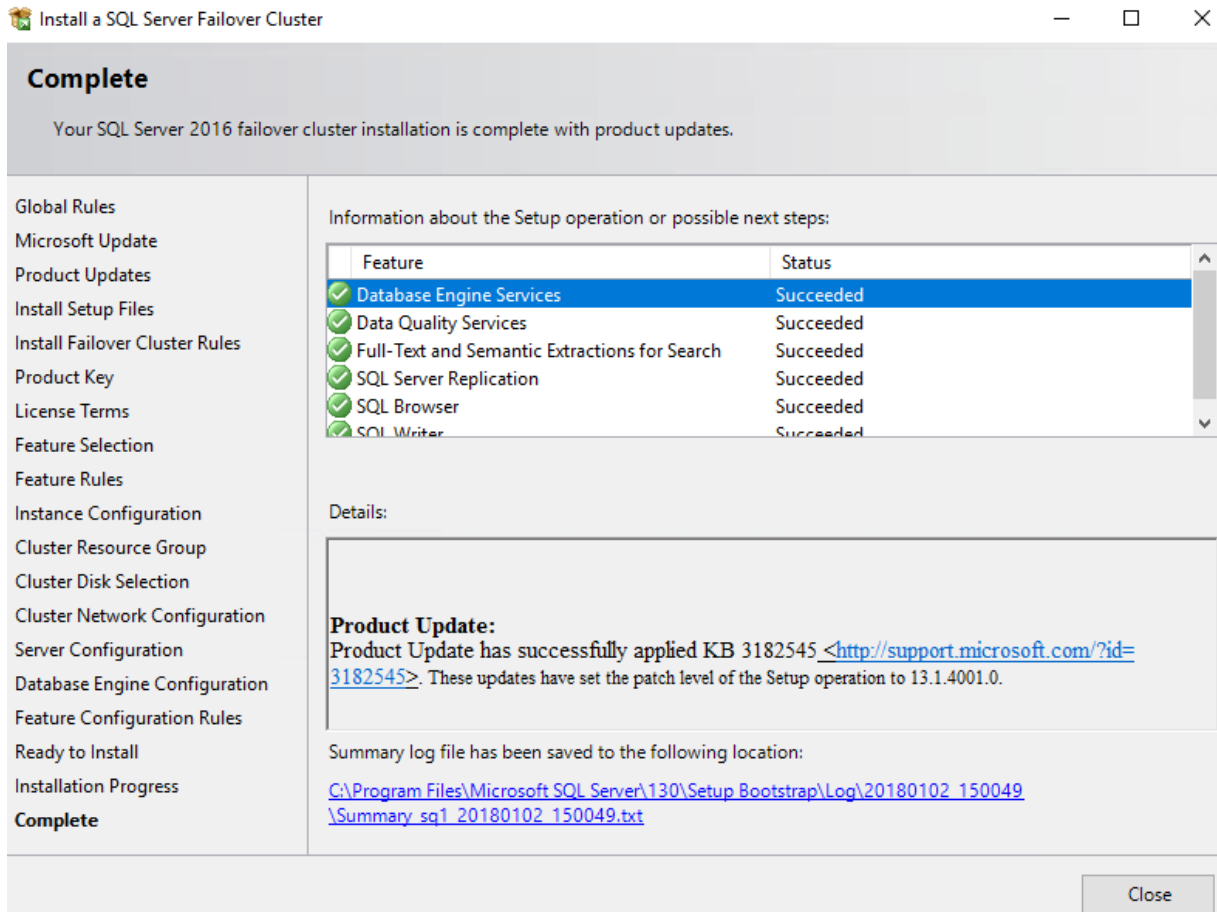 Install a SQL Server Failover Cluster
Complete
Your SQL Server 2016 failover cluster installation is complete with product updates.
Global Rules
Microsoft Update
Product Updates
Install Setup Files
Install Failover Cluster Rules
Product Key
License Terms
Feature Selection
Feature Rules
Instance Configuration
Cluster Resource Group
Cluster Disk Selection
Cluster Network Configuration
Server Configuration
Database Engine Configuration
Feature Configuration Rules
Ready to Install
Installation Progress
Complete
Information about the Setup operation or possible next steps:
Feature Status
Database Engine Services Succeeded
Data Quality Services Succeeded
Full-Text and Semantic Extractions for Search Succeeded
SQL Server Replication Succeeded
SQL Browser Succeeded
SQL Writer Succeeded
Details:
Product Update:
Product Update has successfully applied KB 3182545 <http://support.microsoft.com/?id=
3182545>. These updates have set the patch level of the Setup operation to 13.1.4001.0.
Summary log file has been saved to the following location:
C:\Program Files\Microsoft SQL Server\130\Setup Bootstrap\Log\20180102_150049
\Summary_sq1_20180102_150049.txt
Close